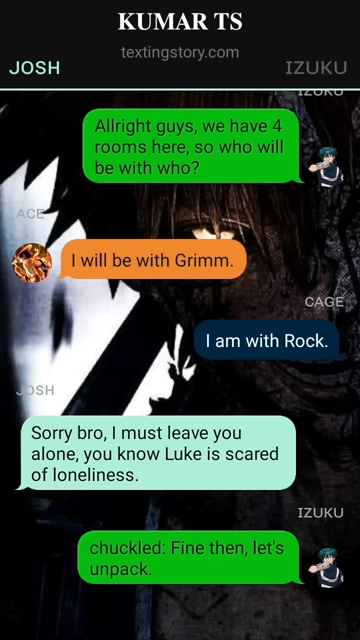 KUMAR TS
textingstory.com
JOSH
IZUKU
IZUKU
Allright guys, we have 4
rooms here, so who will
be with who?
ACE
I will be with Grimm.
CAGE
I am with Rock.
JOSH
Sorry bro, I must leave you
alone, you know Luke is scared
of loneliness.
IZUKU
chuckled: Fine then, let's
unpack.